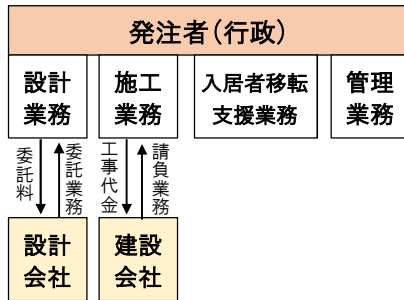 発注者(行政)
設計
業務
施工
業務
入居者移転
支援業務
管理
業務
委託料
委託業務
工事代金
請負業務
設計
会社
建設
会社